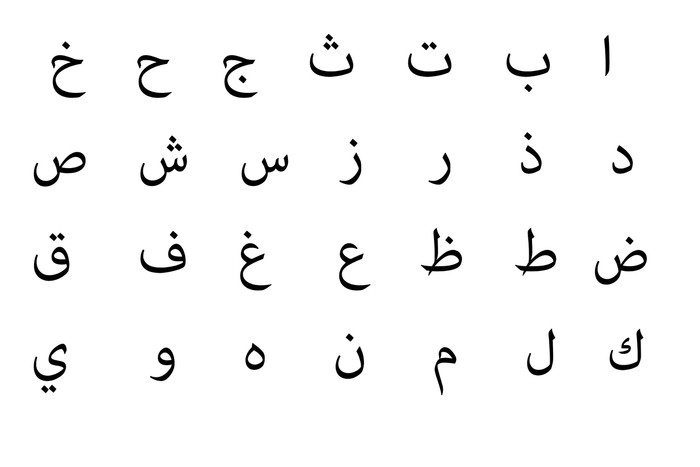 ا ب ت ث ج ح خ
د ذ ر ز س ش ص
ض ط ظ ع غ ف ق
ك ل م ن ه و ي